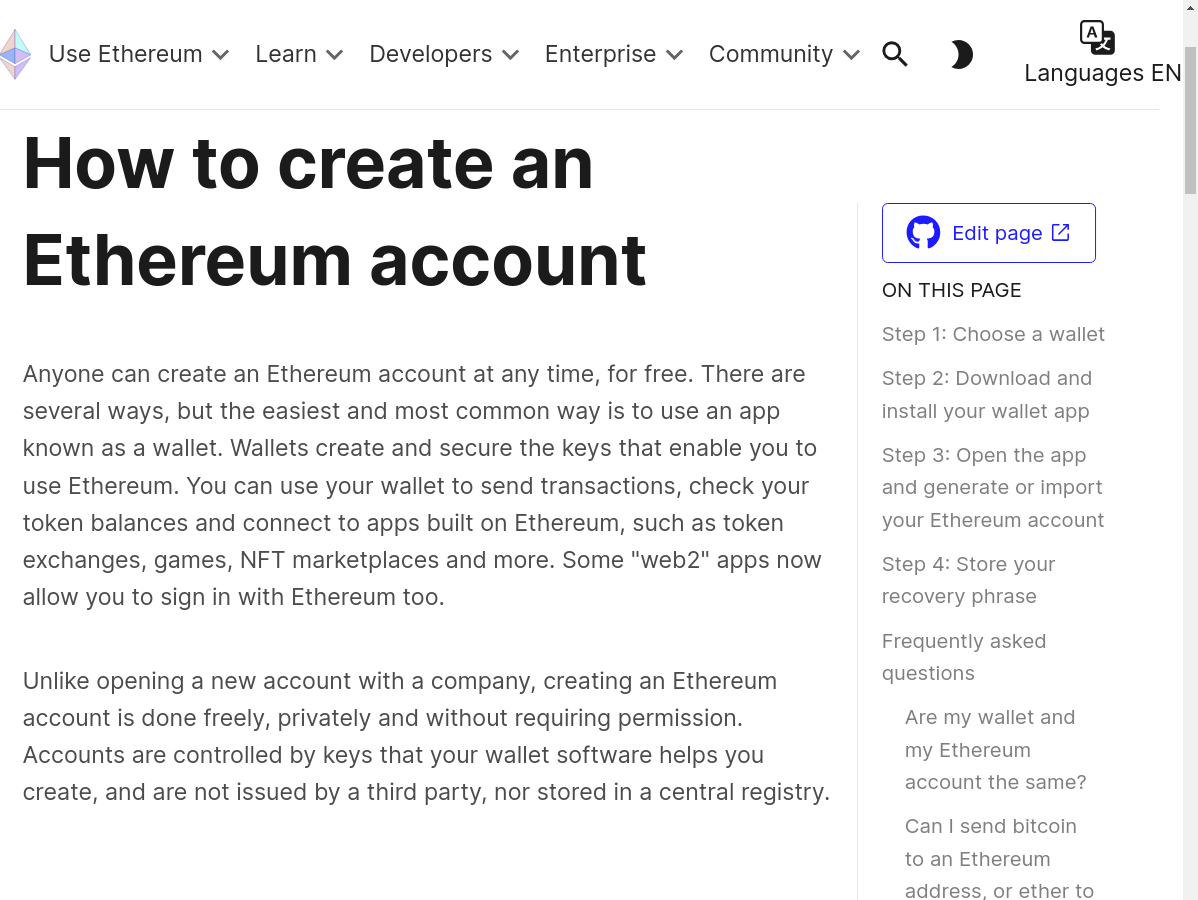 Use Ethereum
Learn
Developers
Enterprise
Community
Languages EN
How to create an
Ethereum account
Anyone can create an Ethereum account at any time, for free. There are
several ways, but the easiest and most common way is to use an app
known as a wallet. Wallets create and secure the keys that enable you to
use Ethereum. You can use your wallet to send transactions, check your
token balances and connect to apps built on Ethereum, such as token
exchanges, games, NFT marketplaces and more. Some "web2" apps now
allow you to sign in with Ethereum too.
Unlike opening a new account with a company, creating an Ethereum
account is done freely, privately and without requiring permission.
Accounts are controlled by keys that your wallet software helps you
create, and are not issued by a third party, nor stored in a central registry.
Edit page
ON THIS PAGE
Step 1: Choose a wallet
Step 2: Download and
install your wallet app
Step 3: Open the app
and generate or import
your Ethereum account
Step 4: Store your
recovery phrase
Frequently asked
questions
Are my wallet and
my Ethereum
account the same?
Can I send bitcoin
to an Ethereum
address, or ether to